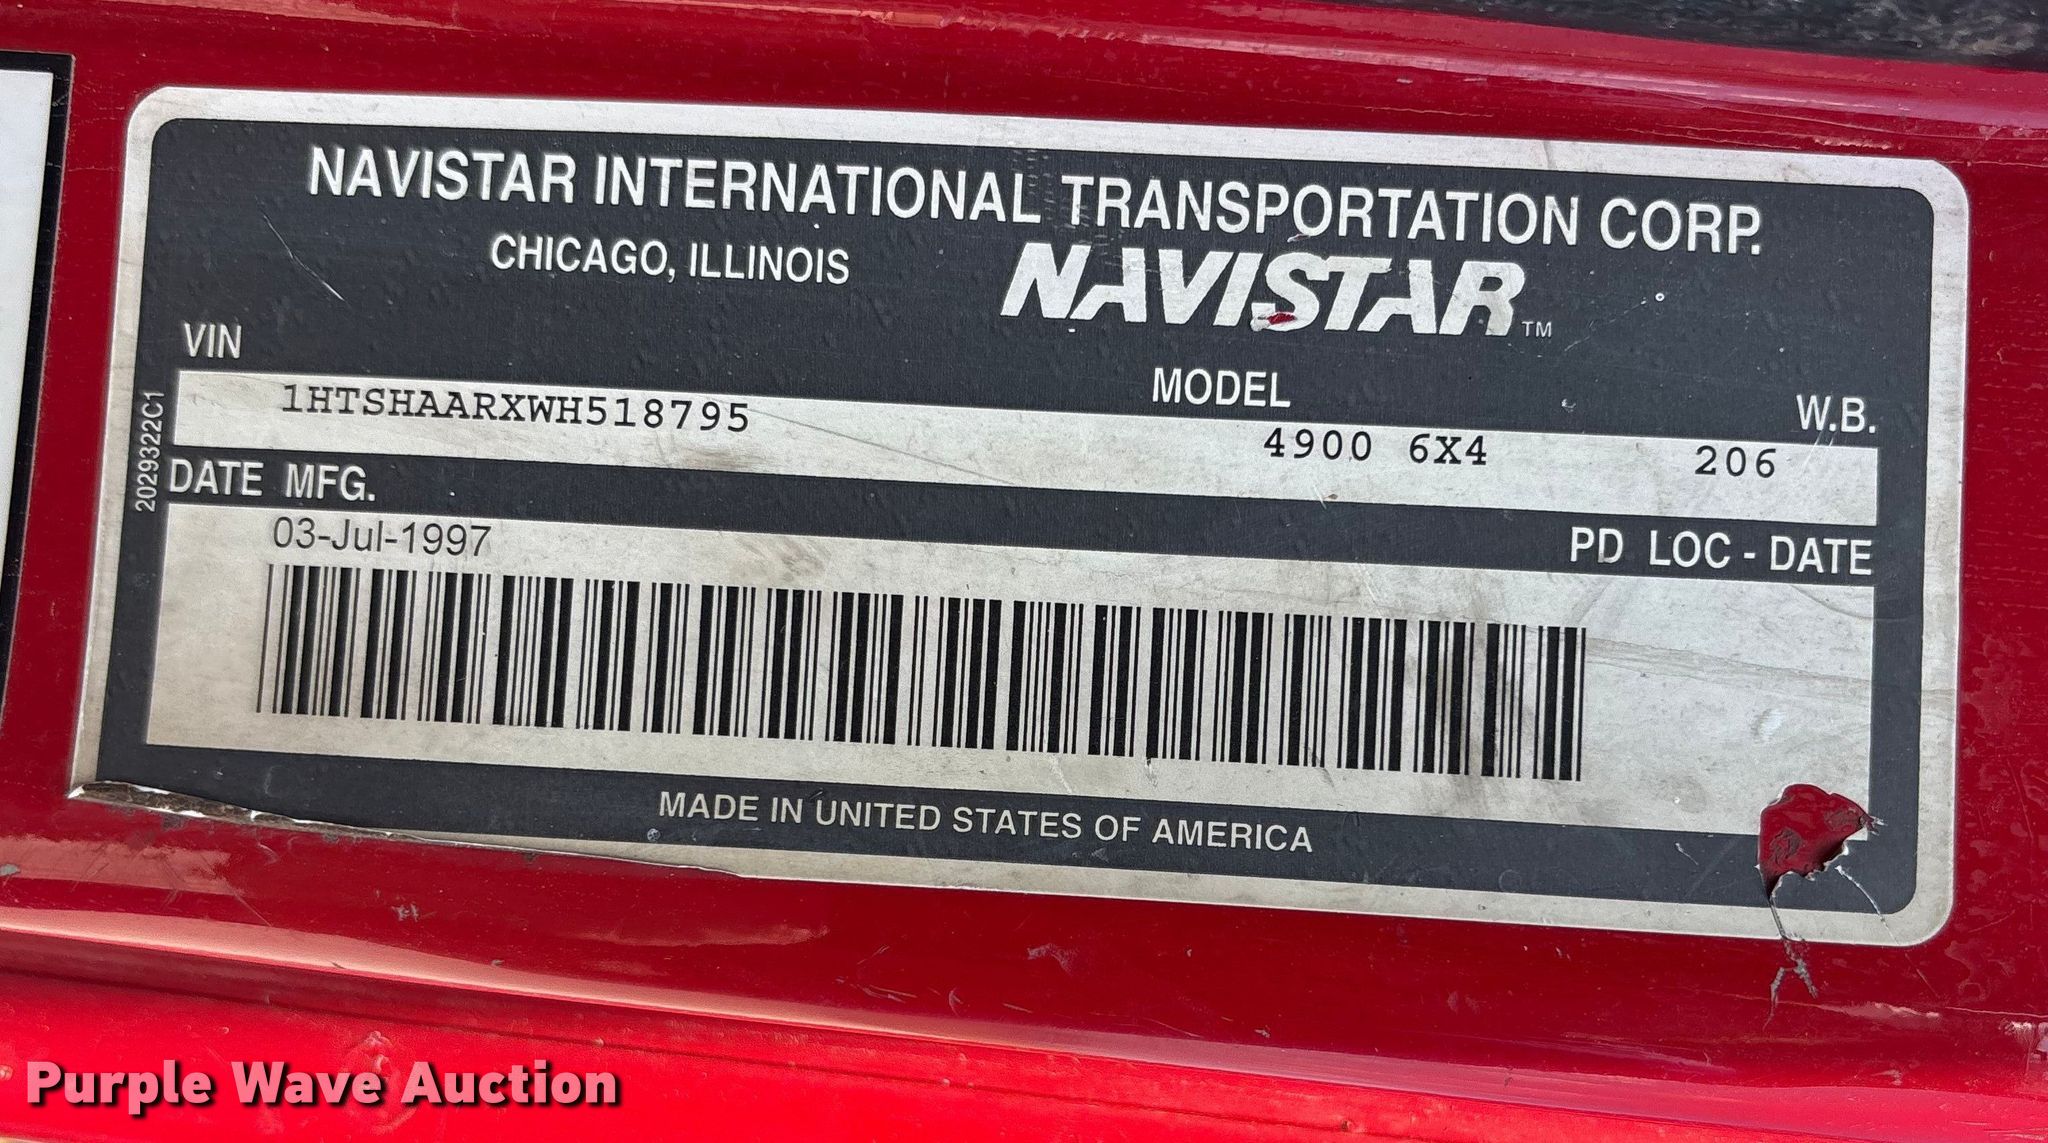 NAVISTAR INTERNATIONAL TRANSPORTATION CORP.
CHICAGO, ILLINOIS
NAVISTAR™
VIN
MODEL
W.B.
1HTSHAARXWH518795
4900 6X4
206
2029322C1
DATE MFG.
PD LOC - DATE
03-Jul-1997
MADE IN UNITED STATES OF AMERICA
Purple Wave Auction